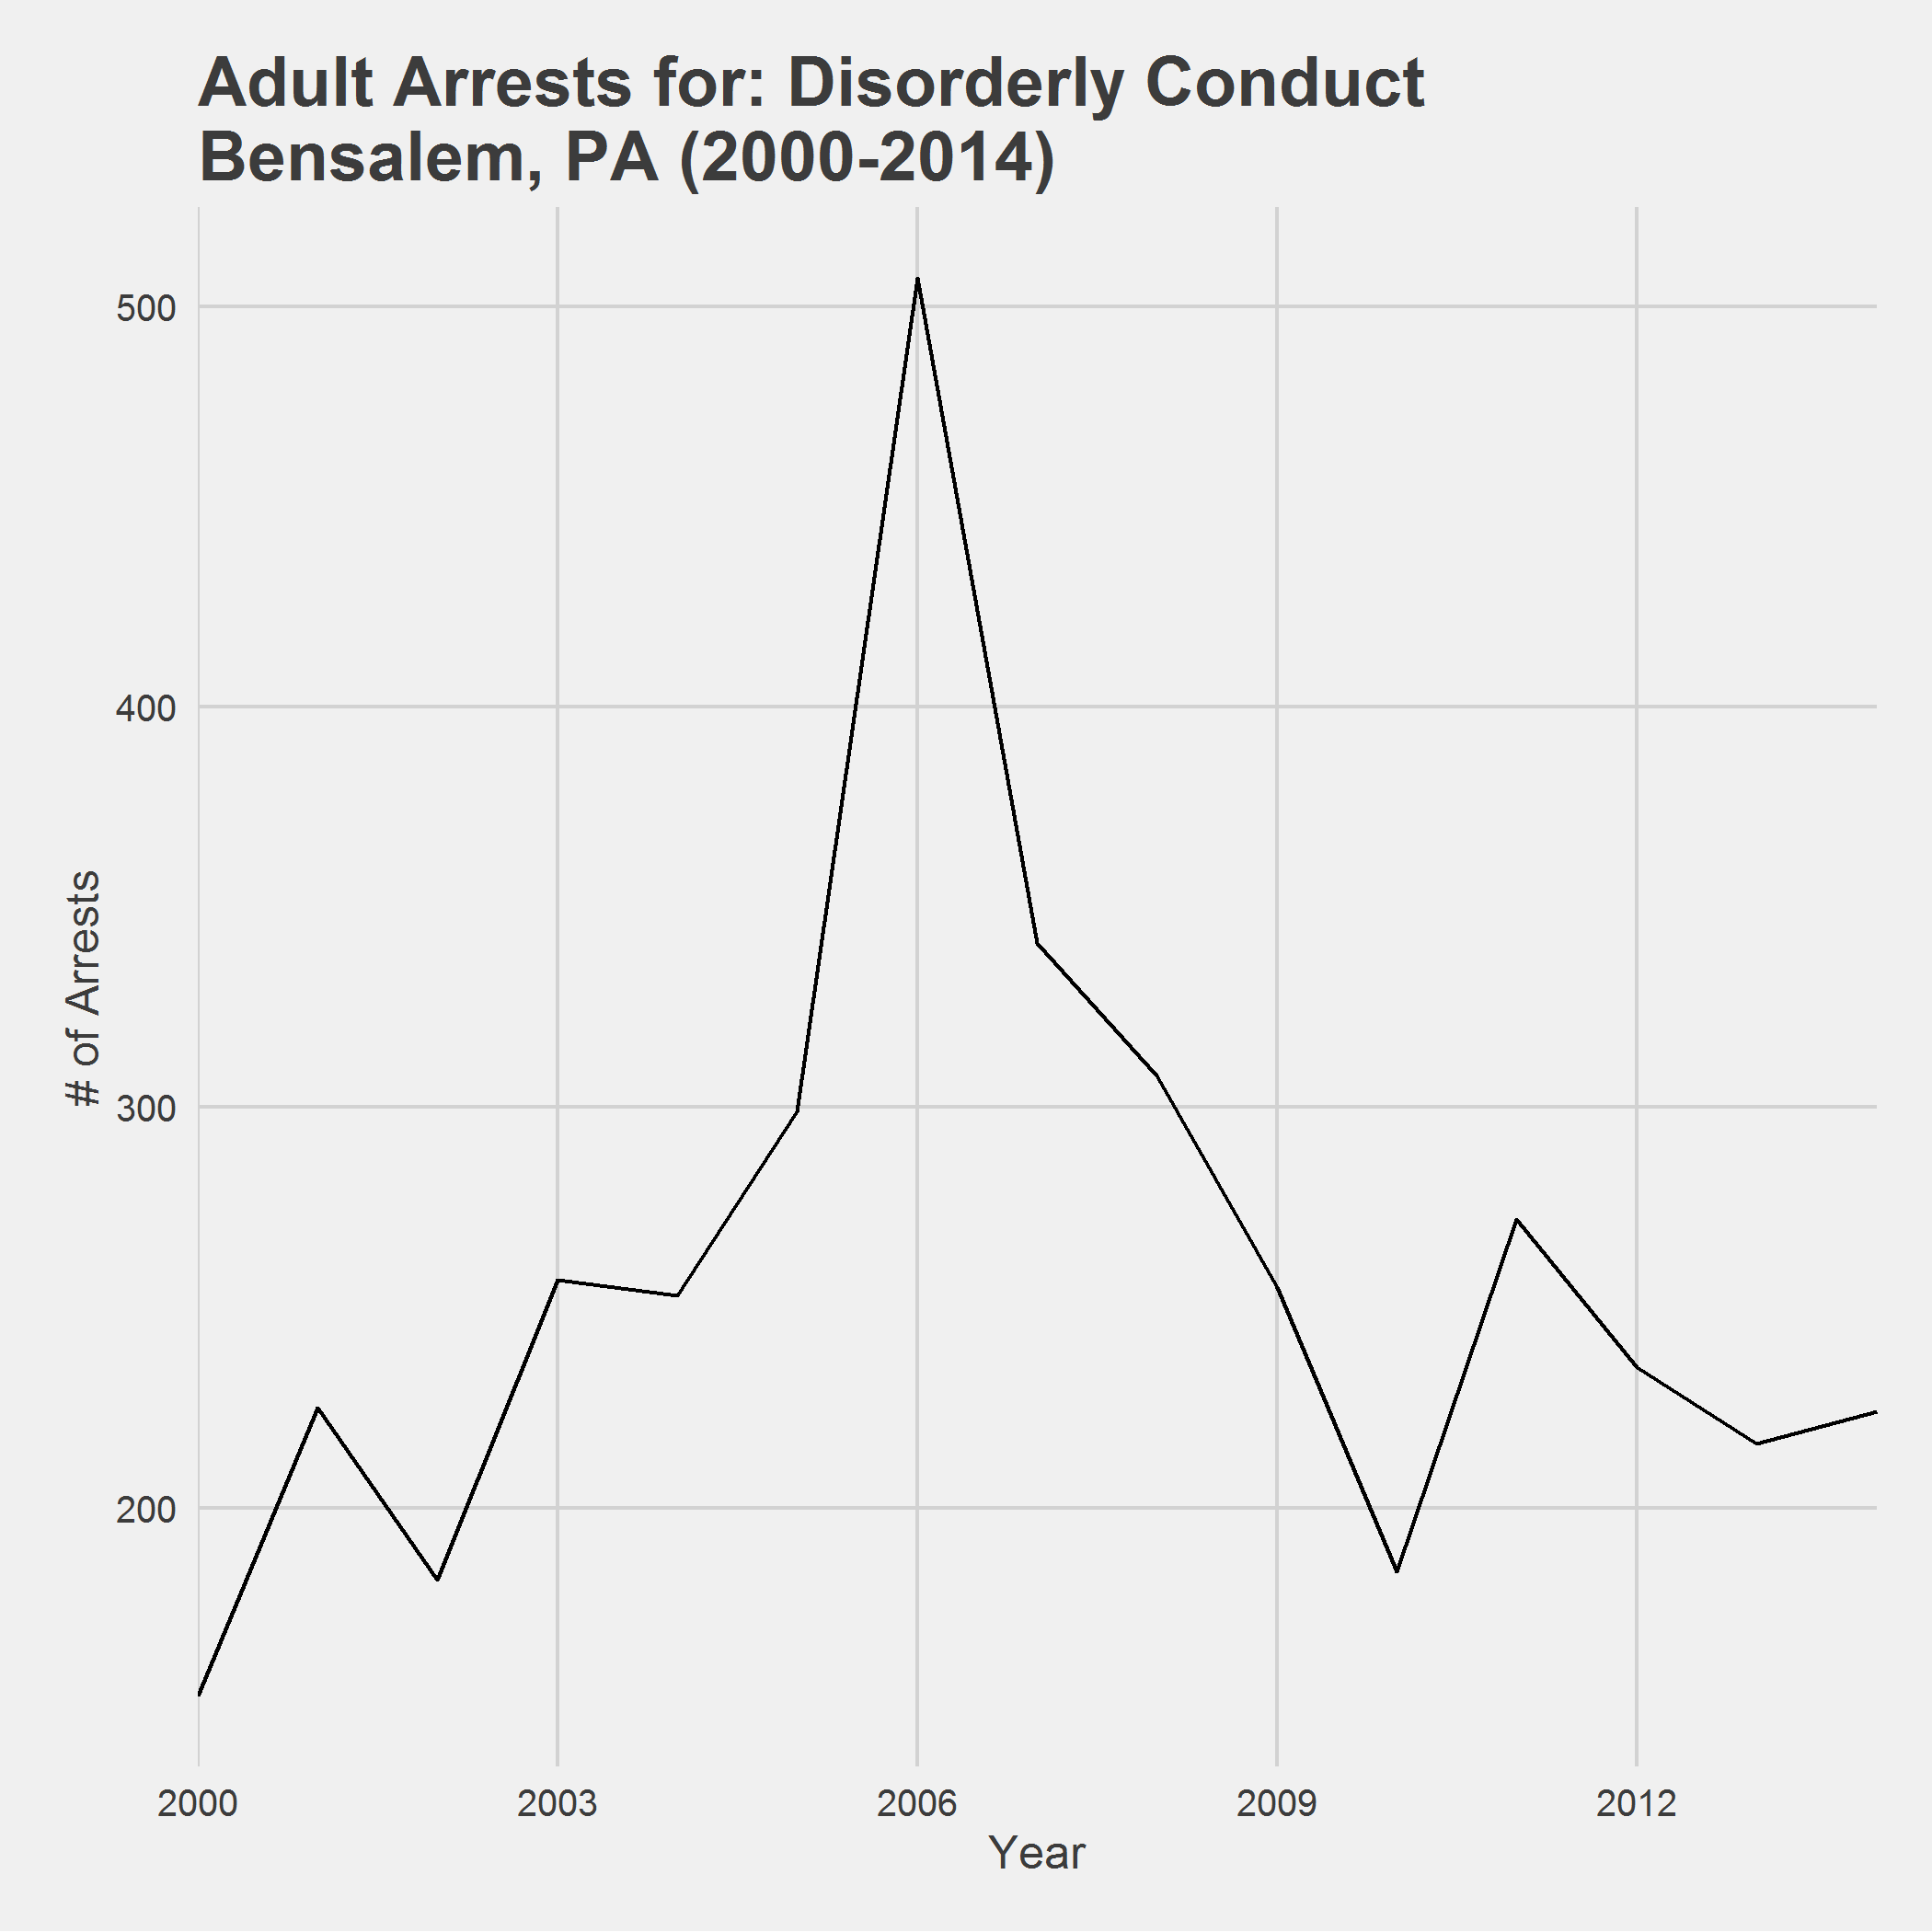 Adult Arrests for: Disorderly Conduct
Bensalem, PA (2000-2014)
500
400
300
200
# of Arrests
2000 2003 2006 2009 2012
Year